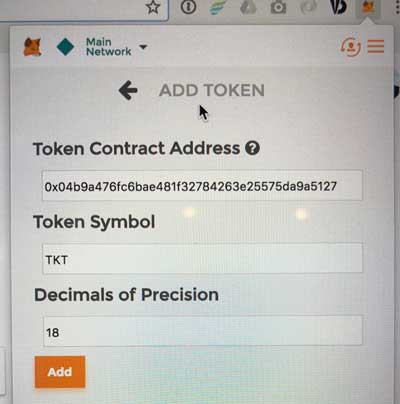 Main
Network
ADD TOKEN
Token Contract Address
0x04b9a476fc6bae481f32784263e25575da9a5127
Token Symbol
TKT
Decimals of Precision
18
Add